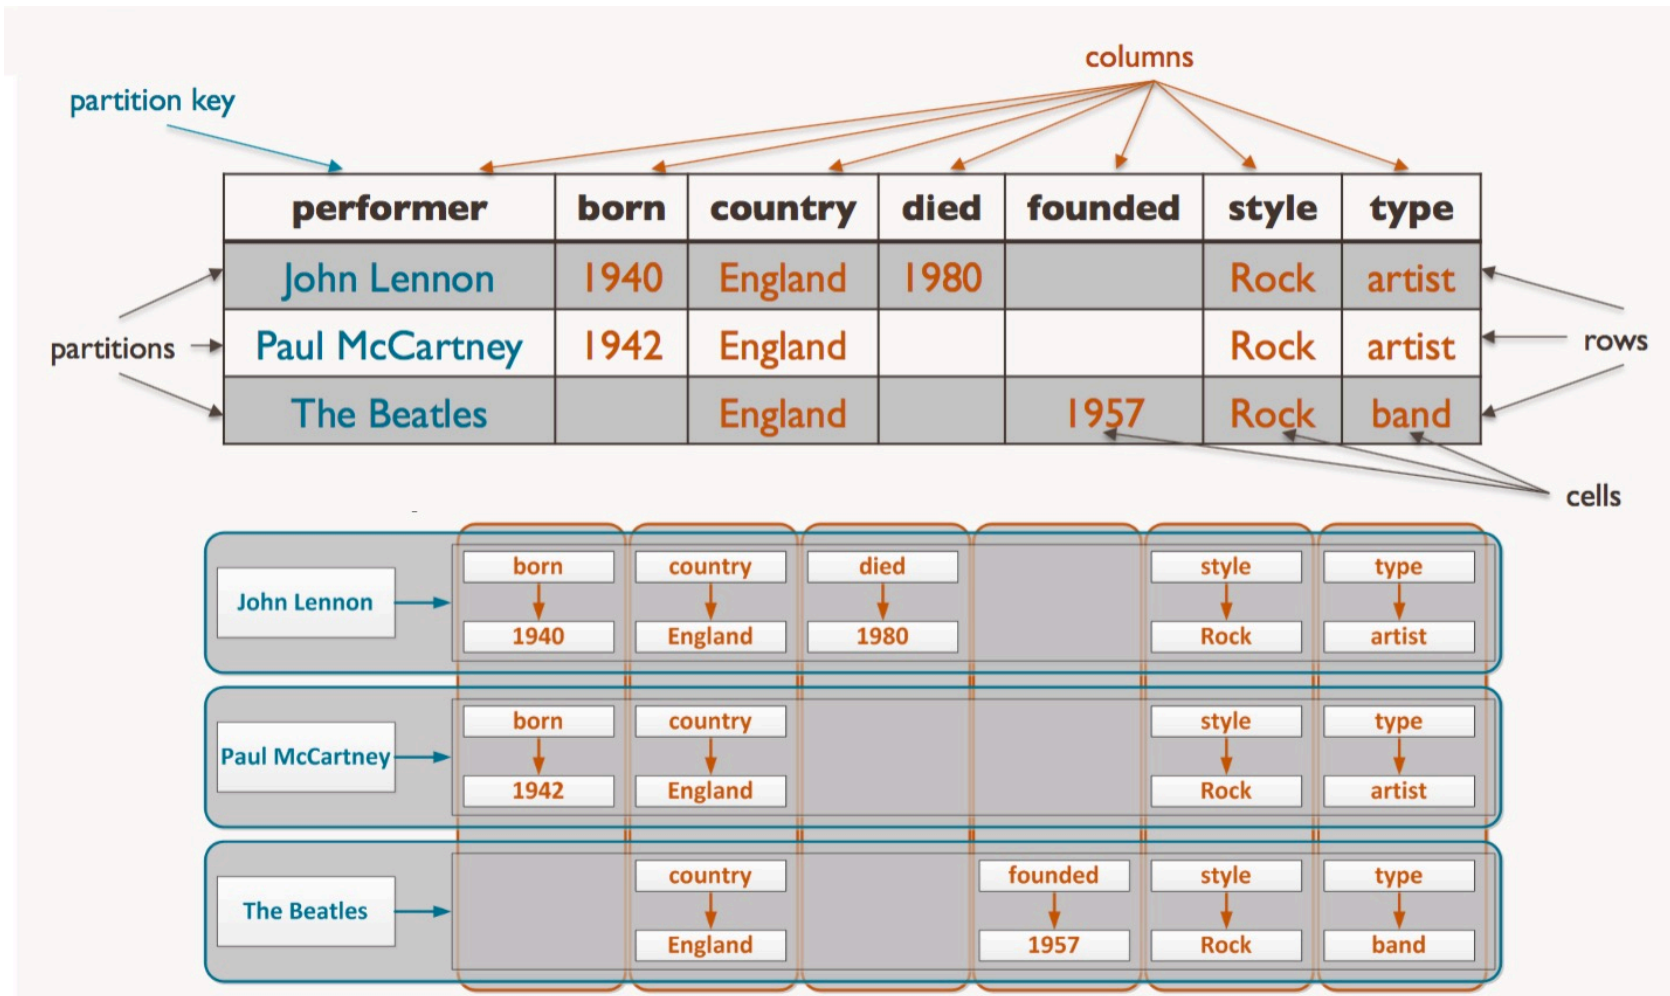 columns
partition key
performer born country died founded style type
John Lennon 1940 England 1980 Rock artist
partitions Paul McCartney 1942 England Rock artist rows
The Beatles England 1957 Rock band
cells
born country died style type
John Lennon
1940 England 1980 Rock artist
born country style type
Paul McCartney
1942 England Rock artist
country founded style type
The Beatles
England 1957 Rock band